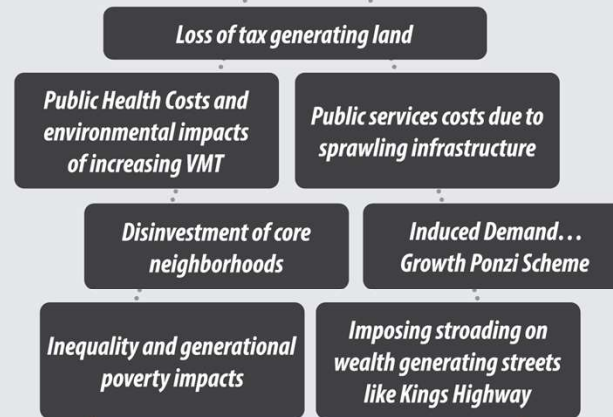 Loss of tax generating land
Public Health Costs and
environmental impacts
of increasing VMT
Public services costs due to
sprawling infrastructure
Disinvestment of core
neighborhoods
Induced Demand…
Growth Ponzi Scheme
Inequality and generational
poverty impacts
Imposing stroading on
wealth generating streets
like Kings Highway